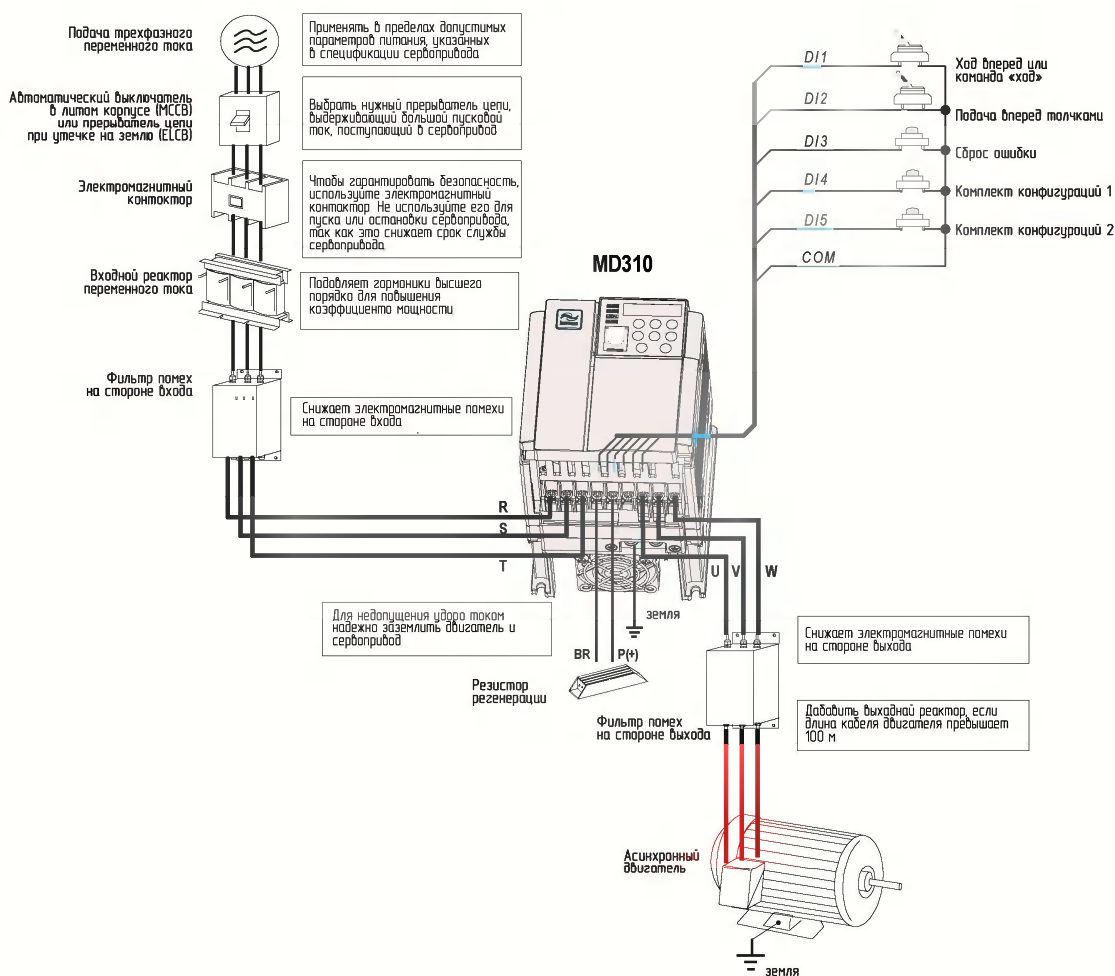 Подача трехфазного
переменного тока
Применять в пределах допустимых
параметров питания, указанных
в спецификации сервопривода
Автоматический выключатель
в литом корпусе (MCCB)
или прерыватель цепи
при утечке на землю (ELCB)
Выбрать нужный прерыватель цепи,
выдерживающий большой пусковой
ток, поступающий в сервопривод
Электромагнитный
контактор
Чтобы гарантировать безопасность,
используйте электромагнитный
контактор. Не используйте его для
пуска или остановки сервопривода,
так как это снижает срок службы
сервопривода
Входной реактор
переменного тока
Подавляет гармоники высшего
порядка для повышения
коэффициента мощности
Фильтр помех
на стороне входа
Снижает электромагнитные помехи
на стороне входа
MD310
DI1
Ход вперед или
команда «ход»
DI2
Подача вперед толчками
DI3
Сброс ошибки
DI4
Комплект конфигураций 1
DI5
Комплект конфигураций 2
COM
R
S
T
U V W
земля
Для недопущения удара током
надежно заземлить двигатель и
сервопривод
BR P(+)
Резистор
регенерации
Снижает электромагнитные помехи
на стороне выхода
Фильтр помех
на стороне выхода
Дабавить выхаднай реактор, если
длина кабеля двигателя превышает
100 м
Асинхронный
двигатель
земля